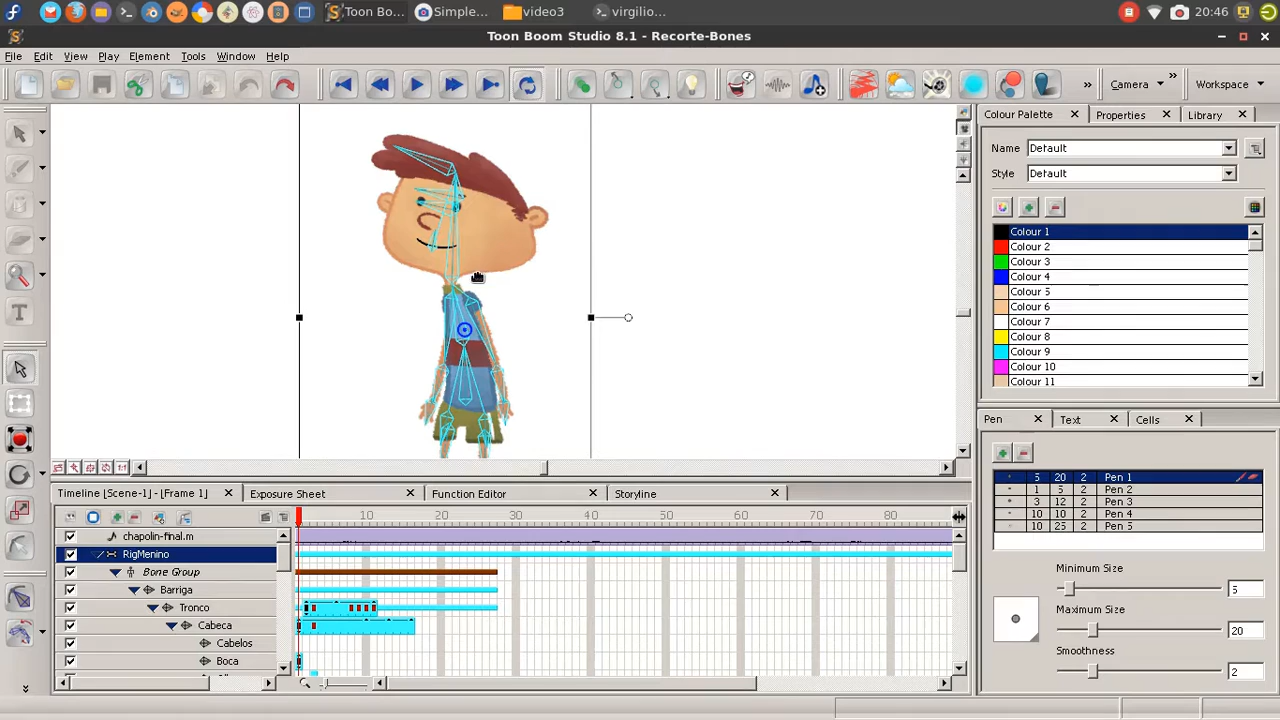 Toon Bo... Simple... video3 virgilio... 20:46
Toon Boom Studio 8.1 - Recorte-Bones
File Edit View Play Element Tools Window Help
Camera Workspace
Colour Palette Properties Library
Name Default
Style Default
Colour 1
Colour 2
Colour 3
Colour 4
Colour 5
Colour 6
Colour 7
Colour 8
Colour 9
Colour 10
Colour 11
Pen Text Cells
5 20 2 Pen 1
1 5 2 Pen 2
3 12 2 Pen 3
10 10 2 Pen 4
10 25 2 Pen 5
Minimum Size
5
Maximum Size
20
Smoothness
2
Timeline [Scene-1] - [Frame 1] Exposure Sheet Function Editor Storyline
10 20 30 40 50 60 70 80
chapolin-final.m
RigMenino
Bone Group
Barriga
Tronco
Cabeca
Cabelos
Boca